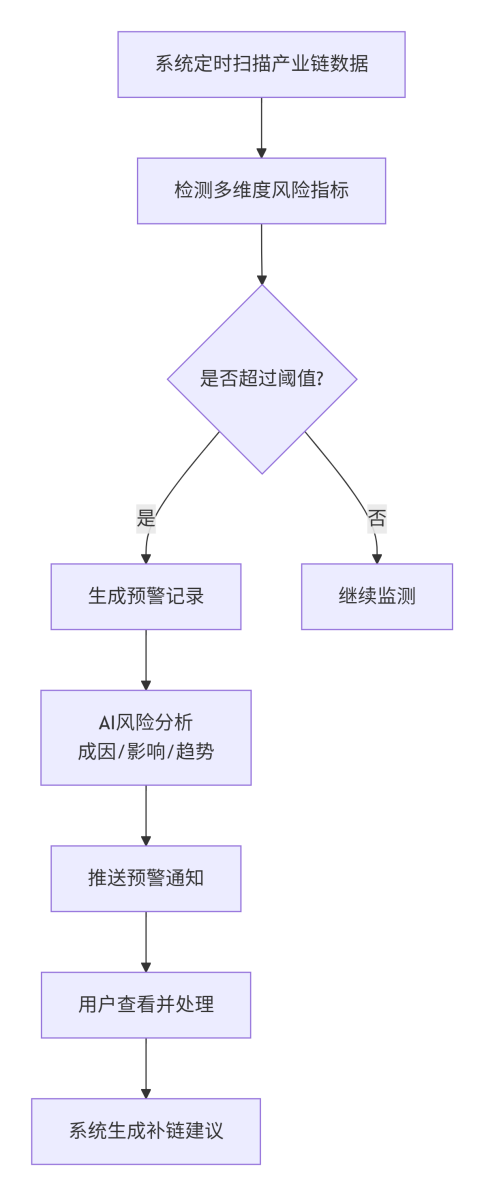 系统定时扫描产业链数据
检测多维度风险指标
是否超过阈值?
是
否
生成预警记录
继续监测
AI风险分析
成因/影响/趋势
推送预警通知
用户查看并处理
系统生成补链建议